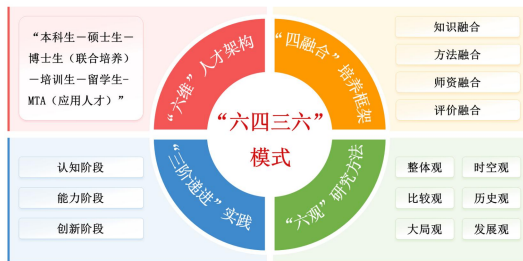 “本科生－硕士生－
博士生（联合培养）
－培训生－留学生－
MTA（应用人才）”
“六维”人才架构
“四融合”培养框架
知识融合
方法融合
师资融合
评价融合
“六四三六”
模式
认知阶段
能力阶段
创新阶段
“三阶递进”实践
“六观”研究方法
整体观 时空观
比较观 历史观
大局观 发展观